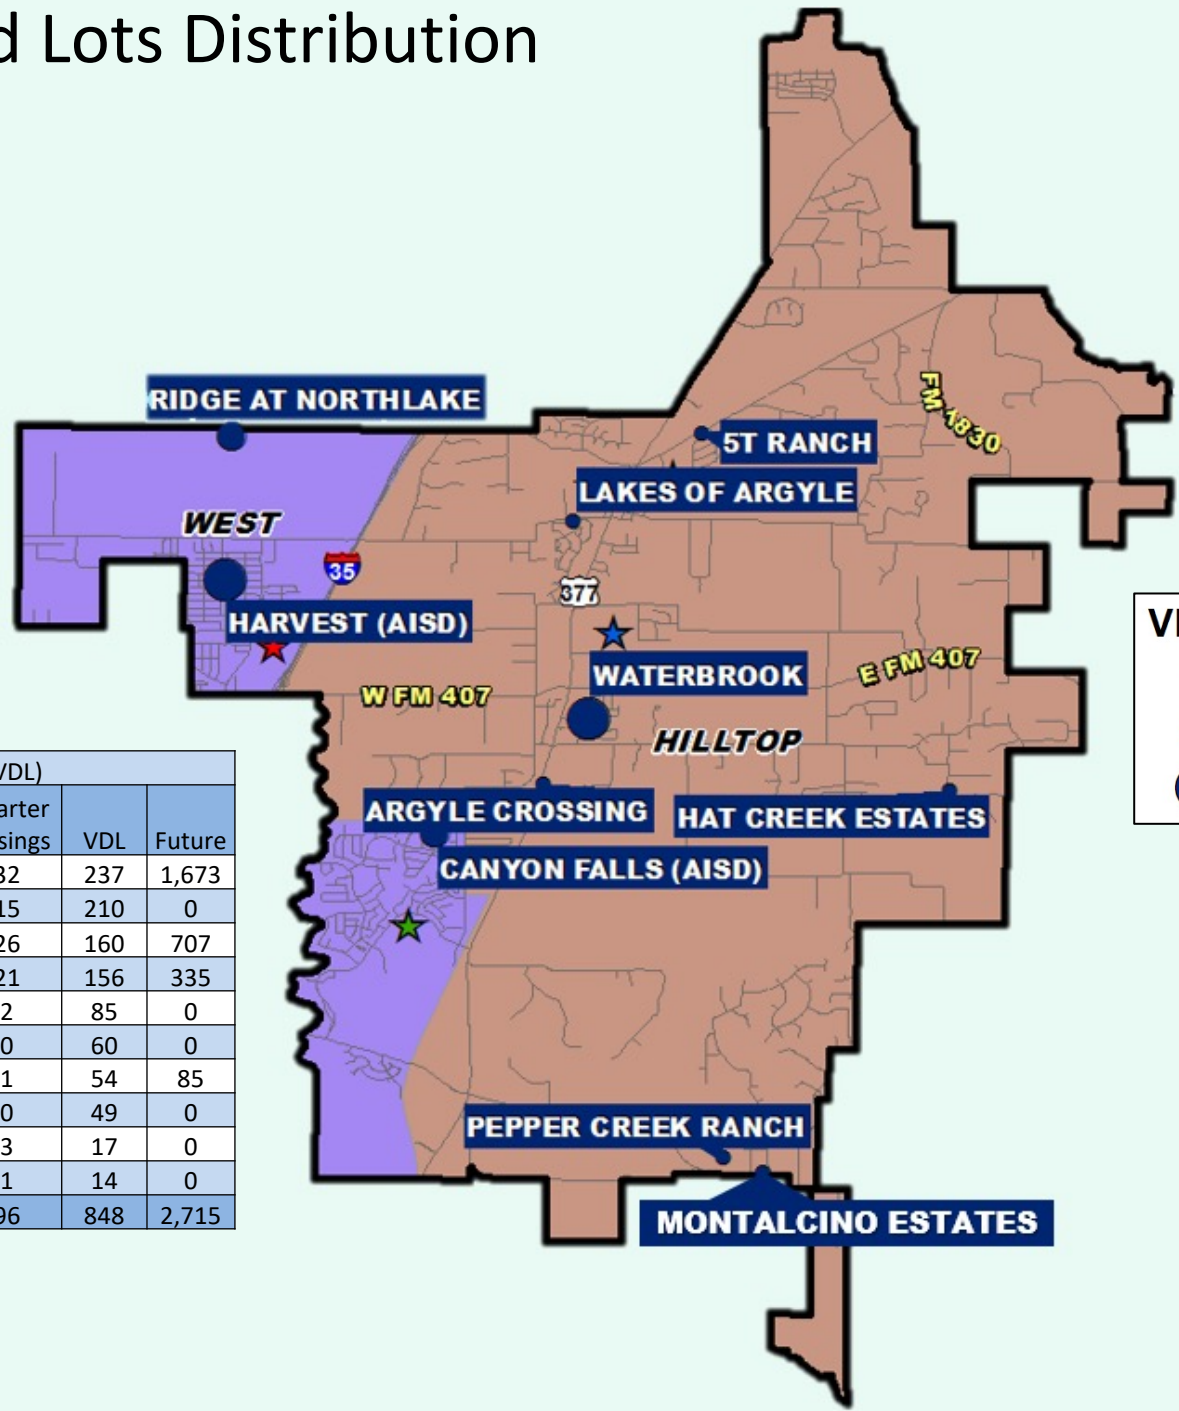 d Lots Distribution
RIDGE AT NORTHLAKE
FM 1830
5T RANCH
LAKES OF ARGYLE
WEST
35
377
HARVEST (AISD)
WATERBROOK
E FM 407
W FM 407
HILLTOP
ARGYLE CROSSING
HAT CREEK ESTATES
CANYON FALLS (AISD)
PEPPER CREEK RANCH
MONTALCINO ESTATES
VDL)
arter
sings VDL Future
32 237 1,673
15 210 0
26 160 707
21 156 335
2 85 0
0 60 0
1 54 85
0 49 0
3 17 0
1 14 0
96 848 2,715